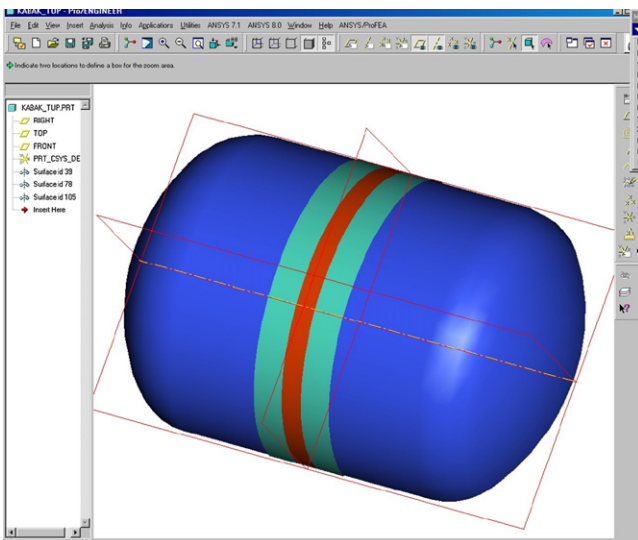 KABAK_TUP - Pro/ENGINEER
File Edit View Insert Analysis Info Applications Utilities ANSYS 7.1 ANSYS 8.0 Window Help ANSYS/ProFEA
Indicate two locations to define a box for the zoom area.
KABAK_TUP.PRT
RIGHT
TOP
FRONT
PRT_CSYS_DE
Surface id 39
Surface id 78
Surface id 105
Insert Here